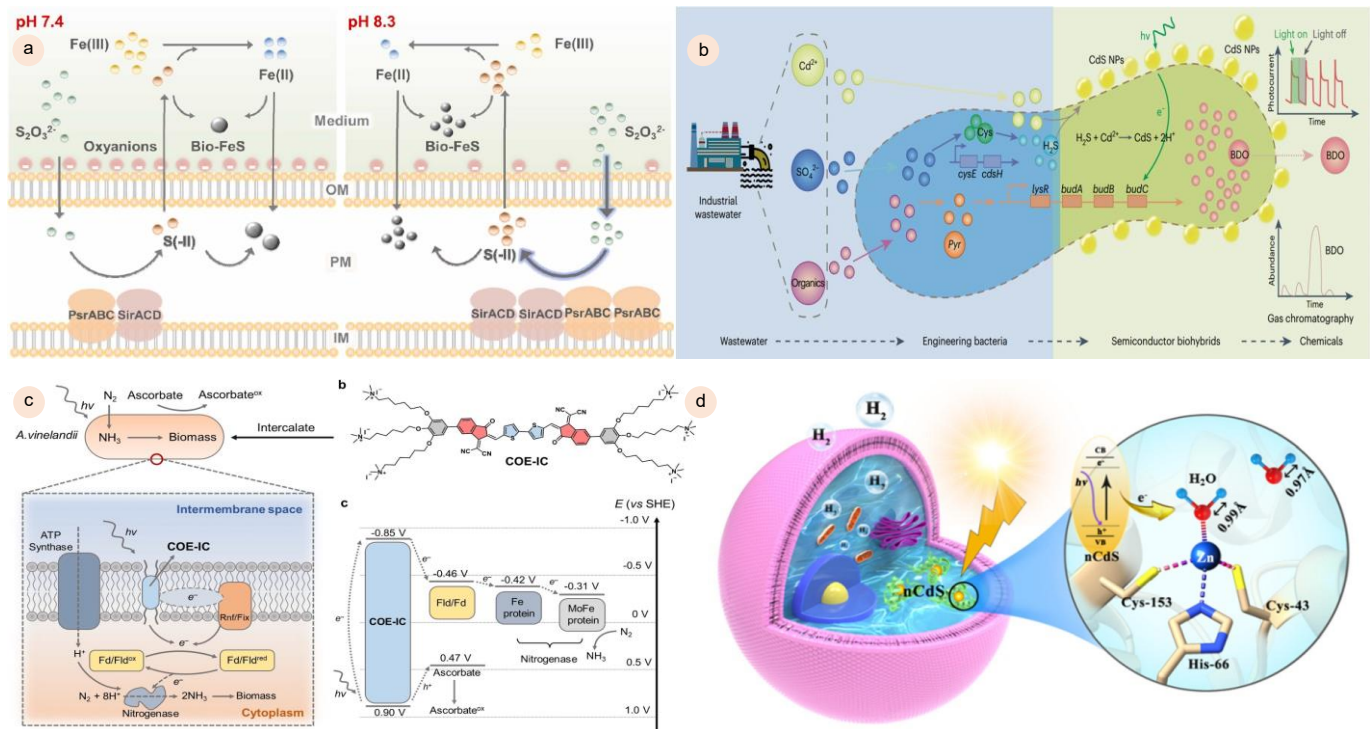 a
pH 7.4
Fe(III)
Fe(II)
S₂O₃²⁻
Oxyanions
Bio-FeS
Medium
OM
S(-II)
PM
PsrABC
SirACD
IM
pH 8.3
Fe(II)
Fe(III)
Bio-FeS
S₂O₃²⁻
S(-II)
SirACD
SirACD
PsrABC
PsrABC
b
Industrial
wastewater
Cd²⁺
SO₄²⁻
Organics
Cys
cysE cdsH
H₂S
Pyr
CdS NPs
hv
CdS NPs
e⁻
H₂S + Cd²⁺→ CdS + 2H⁺
lysR budA budB budC
BDO
BDO
Light on Light off
Photocurrent
Time
BDO
Abundance
Time
Gas chromatography
Wastewater
Engineering bacteria
Semiconductor biohybrids
Chemicals
c
hv
N₂ Ascorbate Ascorbateᵒˣ
A.vinelandii
NH₃ Biomass
Intercalate
Intermembrane space
ATP
Synthase
hv
COE-IC
e⁻
Rnf/Fix
e⁻
H⁺
Fd/Fldᵒˣ
Fd/Fldʳᵉᵈ
e⁻
N₂ + 8H⁺ 2NH₃ Biomass
Nitrogenase
Cytoplasm
b
COE-IC
c
E (vs SHE)
-1.0 V
-0.5 V
0 V
0.5 V
1.0 V
-0.85 V
e⁻
-0.46 V
e⁻
-0.42 V
e⁻
-0.31 V
COE-IC
Fld/Fd
Fe
protein
MoFe
protein
Nitrogenase
N₂
NH₃
e⁻
0.47 V
Ascorbate
h⁺
Ascorbateᵒˣ
hv
0.90 V
d
H₂
H₂
H₂
nCdS
CB
e⁻
hv
h⁺
VB
nCdS
e⁻
H₂O
0.99Å
0.97Å
Zn
Cys-153
Cys-43
His-66